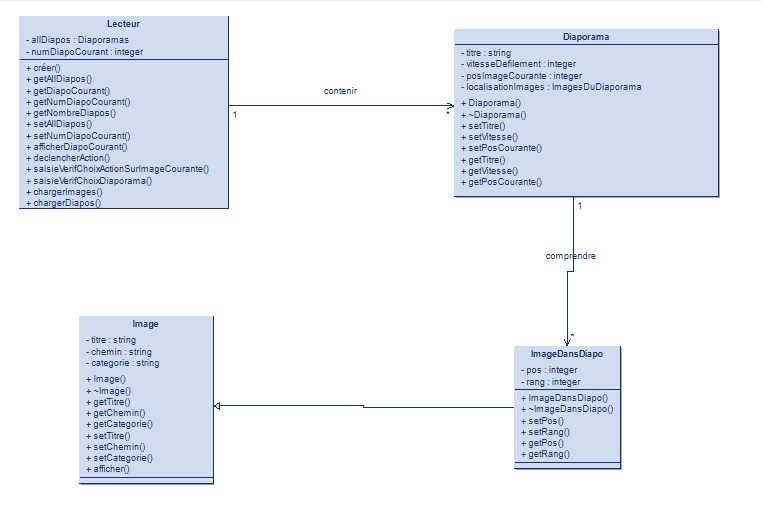 Lecteur
- allDiapos : Diaporamas
- numDiapoCourant : integer
+ créer()
+ getAllDiapos()
+ getDiapoCourant()
+ getNumDiapoCourant()
+ getNombreDiapos()
+ setAllDiapos()
+ setNumDiapoCourant()
+ afficherDiapoCourant()
+ declencherAction()
+ saisieVerifChoixActionSurImageCourante()
+ saisieVerifChoixDiaporama()
+ chargerImages()
+ chargerDiapos()
contenir
1
*
Diaporama
- titre : string
- vitesseDefilement : integer
- posImageCourante : integer
- localisationImages : ImagesDuDiaporama
+ Diaporama()
+ ~Diaporama()
+ setTitre()
+ setVitesse()
+ setPosCourante()
+ getTitre()
+ getVitesse()
+ getPosCourante()
1
comprendre
*
Image
- titre : string
- chemin : string
- categorie : string
+ Image()
+ ~Image()
+ getTitre()
+ getChemin()
+ getCategorie()
+ setTitre()
+ setChemin()
+ setCategorie()
+ afficher()
ImageDansDiapo
- pos : integer
- rang : integer
+ ImageDansDiapo()
+ ~ImageDansDiapo()
+ setPos()
+ setRang()
+ getPos()
+ getRang()